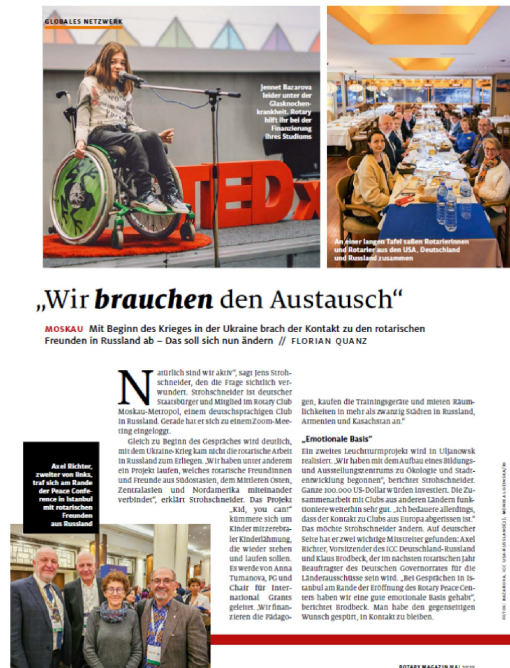 GLOBALES NETZWERK
Jennet Bazarova
leider unter der
Glasknochen-
krankheit. Rotary
hilft ihr bei der
Finanzierung
ihres Studiums
TEDx
An einer langen Tafel saßen Rotarierinnen
und Rotarier aus den USA, Deutschland
und Russland zusammen
„Wir brauchen den Austausch“
MOSKAU Mit Beginn des Krieges in der Ukraine brach der Kontakt zu den rotarischen
Freunden in Russland ab – Das soll sich nun ändern // FLORIAN QUANZ
Natürlich sind wir aktiv“, sagt Jens Stroh-
schneider, den die Frage sichtlich ver-
wundert. Strohschneider ist deutscher
Staatsbürger und Mitglied im Rotary Club
Moskau-Metropol, einem deutschsprachigen Club
in Russland. Gerade hat er sich zu einem Zoom-Mee-
ting eingeloggt.
Gleich zu Beginn des Gespräches wird deutlich,
mit dem Ukraine-Krieg kam nicht die rotarische Arbeit
in Russland zum Erliegen. „Wir haben unter anderem
ein Projekt laufen, welches rotarische Freundinnen
und Freunde aus Südostasien, dem Mittleren Osten,
Zentralasien und Nordamerika miteinander
verbindet“, erklärt Strohschneider. Das Projekt
„Kid, you can!“
kümmere sich um
Kinder mit zerebra-
ler Kinderlähmung,
die wieder stehen
und laufen sollen.
Es werde von Anna
Tumanova, PG und
Chair für Interna-
tional Grants
geleitet. „Wir finan-
zieren die Pädago-
gen, kaufen die Trainingsgeräte und mieten Räum-
lichkeiten in mehr als zwanzig Städten in Russland,
Armenien und Kasachstan an.“
„Emotionale Basis“
Ein zweites Leuchtturmprojekt wird in Uljanowsk
realisiert. „Wir haben mit dem Aufbau eines Bildungs-
und Ausstellungszentrums zu Ökologie und Stadt-
entwicklung begonnen“, berichtet Strohschneider.
Ganze 100.000 US-Dollar würden investiert. Die Zu-
sammenarbeit mit Clubs aus anderen Ländern funk-
tioniere weiterhin sehr gut. „Ich bedauere allerdings,
dass der Kontakt zu Clubs aus Europa abgerissen ist.“
Das möchte Strohschneider ändern. Auf deutscher
Seite hat er zwei wichtige Mitstreiter gefunden: Axel
Richter, Vorsitzender des ICC Deutschland-Russland
und Klaus Brodbeck, der im nächsten rotarischen Jahr
Beauftragter des Deutschen Governorrates für die
Länderausschüsse sein wird. „Bei Gesprächen in Is-
tanbul am Rande der Eröffnung des Rotary Peace Cen-
ters haben wir eine gute emotionale Basis gehabt“,
berichtet Brodbeck. Man habe den gegenseitigen
Wunsch gespürt, in Kontakt zu bleiben.
Axel Richter,
zweiter von links,
traf sich am Rande
der Peace Confe-
rence in Istanbul
mit rotarischen
Freunden
aus Russland
ROTARY MAGAZIN